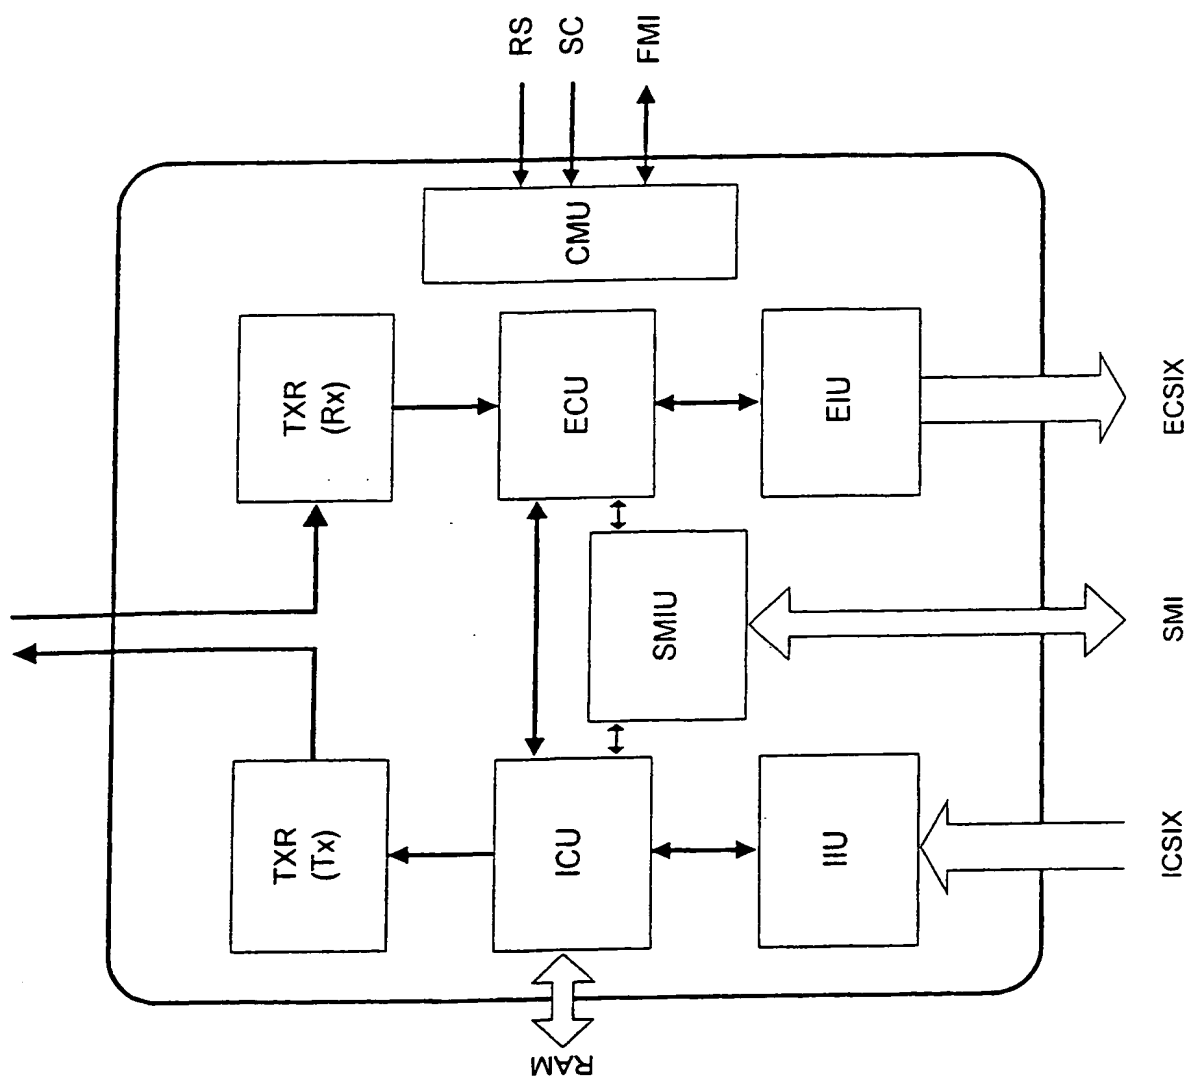 RS
SC
FMI
CMU
TXR
(Rx)
ECU
EIU
ECSIX
SMIU
SMI
TXR
(Tx)
ICU
IIU
ICSIX
RAM